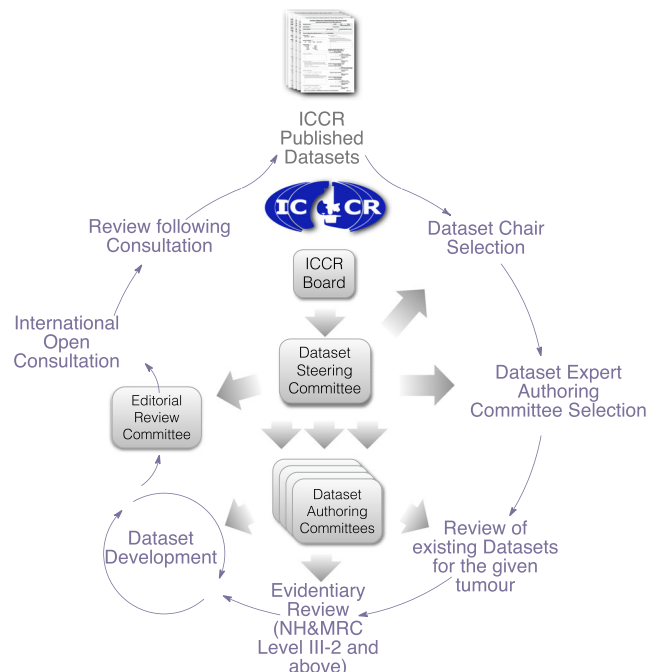 ICCR
Published
Datasets
IC CR
Review following
Consultation
Dataset Chair
Selection
ICCR
Board
International
Open
Consultation
Dataset
Steering
Committee
Dataset Expert
Authoring
Committee Selection
Editorial
Review
Committee
Dataset
Authoring
Committees
Dataset
Development
Review of
existing Datasets
for the given
tumour
Evidentiary
Review
(NH&MRC
Level III-2 and
above)